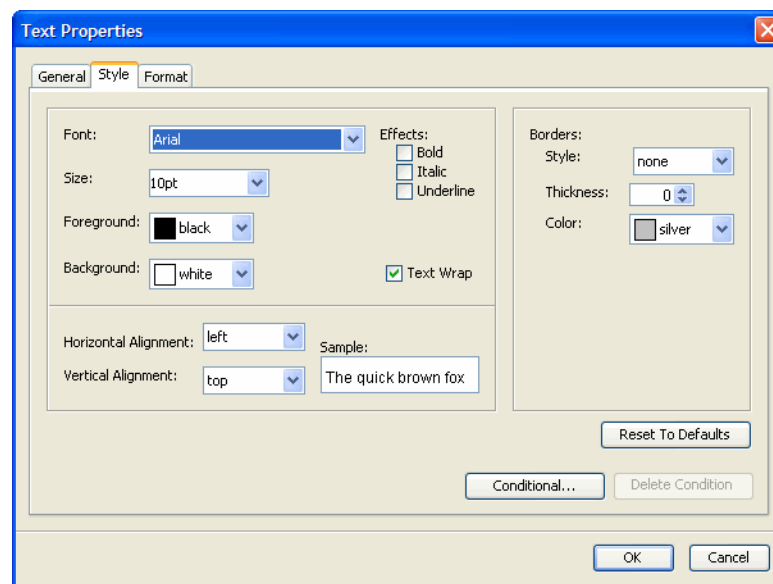 Text Properties
General Style Format
Font: Arial
Size: 10pt
Foreground: black
Background: white
Effects:
Bold
Italic
Underline
Text Wrap
Horizontal Alignment: left
Vertical Alignment: top
Sample:
The quick brown fox
Borders:
Style: none
Thickness: 0
Color: silver
Reset To Defaults
Conditional... Delete Condition
OK Cancel